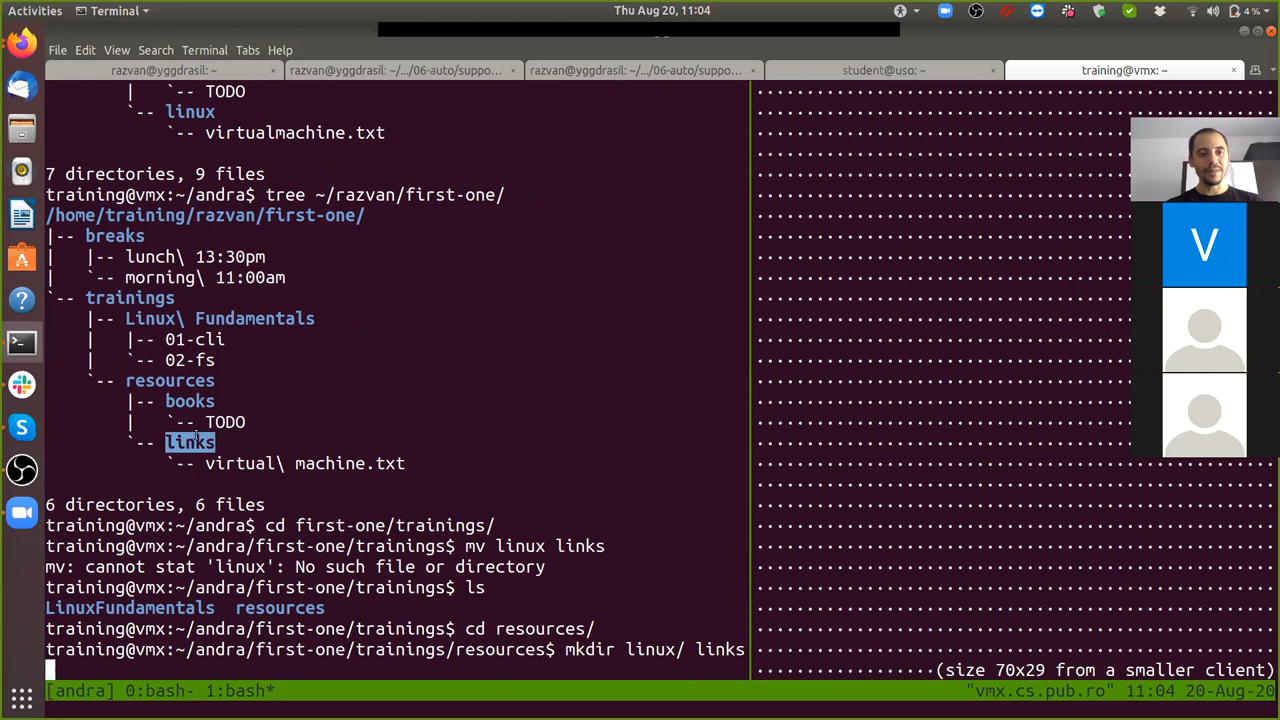 Activities Terminal Thu Aug 20, 11:04 4 %
File Edit View Search Terminal Tabs Help
razvan@yggdrasil: ~ × razvan@yggdrasil: ~/.../06-auto/suppo... × razvan@yggdrasil: ~/.../06-auto/suppo... × student@uso: ~ × training@vmx: ~ ×
| `-- TODO
`-- linux
`-- virtualmachine.txt
7 directories, 9 files
training@vmx:~/andra$ tree ~/razvan/first-one/
/home/training/razvan/first-one/
|-- breaks
| |-- lunch\ 13:30pm
| `-- morning\ 11:00am
`-- trainings
|-- Linux\ Fundamentals
| |-- 01-cli
| `-- 02-fs
`-- resources
|-- books
| `-- TODO
`-- links
`-- virtual\ machine.txt
6 directories, 6 files
training@vmx:~/andra$ cd first-one/trainings/
training@vmx:~/andra/first-one/trainings$ mv linux links
mv: cannot stat 'linux': No such file or directory
training@vmx:~/andra/first-one/trainings$ ls
LinuxFundamentals resources
training@vmx:~/andra/first-one/trainings$ cd resources/
training@vmx:~/andra/first-one/trainings/resources$ mkdir linux/ links
(size 70x29 from a smaller client)
[andra] 0:bash- 1:bash* "vmx.cs.pub.ro" 11:04 20-Aug-20
V